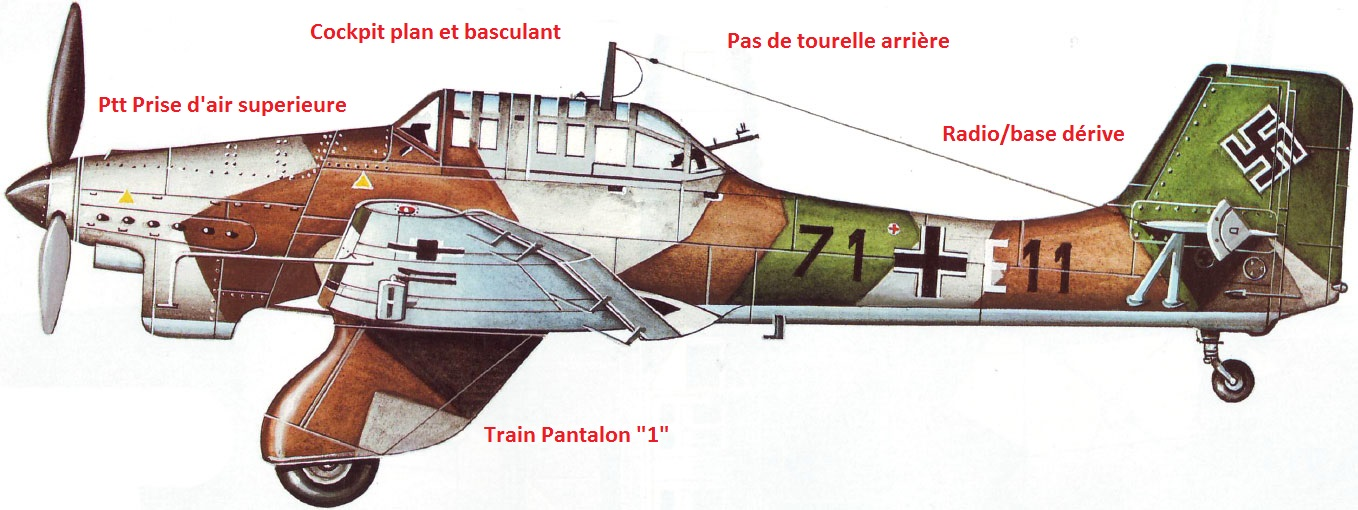 Cockpit plan et basculant
Pas de tourelle arrière
Ptt Prise d'air superieure
Radio/base dérive
71 E11
Train Pantalon "1"